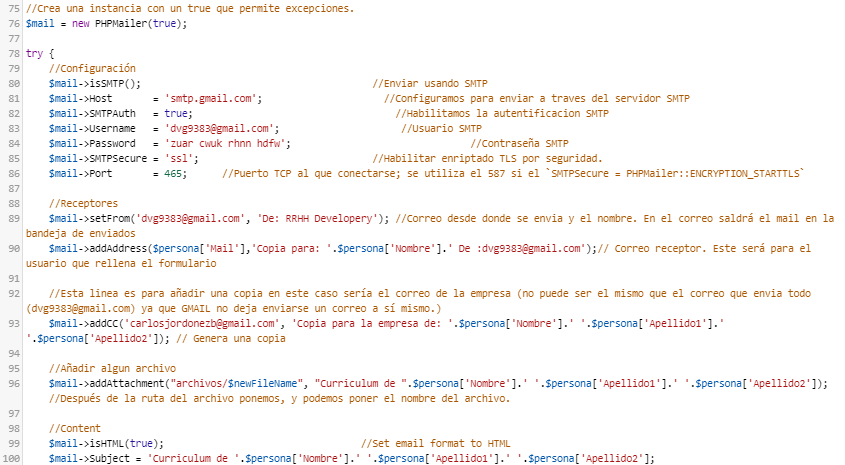 75 //Crea una instancia con un true que permite excepciones.
76 $mail = new PHPMailer(true);
77
78 try {
79 //Configuración
80 $mail->isSMTP(); //Enviar usando SMTP
81 $mail->Host = 'smtp.gmail.com'; //Configuramos para enviar a traves del servidor SMTP
82 $mail->SMTPAuth = true; //Habilitamos la autentificacion SMTP
83 $mail->Username = 'dvg9383@gmail.com'; //Usuario SMTP
84 $mail->Password = 'zuar cwuk rhnn hdfw'; //Contraseña SMTP
85 $mail->SMTPSecure = 'ssl'; //Habilitar enriptado TLS por seguridad.
86 $mail->Port = 465; //Puerto TCP al que conectarse; se utiliza el 587 si el `SMTPSecure = PHPMailer::ENCRYPTION_STARTTLS`
87
88 //Receptores
89 $mail->setFrom('dvg9383@gmail.com', 'De: RRHH Developery'); //Correo desde donde se envia y el nombre. En el correo saldrá el mail en la
bandeja de enviados
90 $mail->addAddress($persona['Mail'],'Copia para: '.$persona['Nombre'].' De :dvg9383@gmail.com');// Correo receptor. Este será para el
usuario que rellena el formulario
91
92 //Esta linea es para añadir una copia en este caso sería el correo de la empresa (no puede ser el mismo que el correo que envia todo
(dvg9383@gmail.com) ya que GMAIL no deja enviarse un correo a sí mismo.)
93 $mail->addCC('carlosjordonezb@gmail.com', 'Copia para la empresa de: '.$persona['Nombre'].' '.$persona['Apellido1'].'
'.$persona['Apellido2']); // Genera una copia
94
95 //Añadir algun archivo
96 $mail->addAttachment("archivos/$newFileName", "Curriculum de ".$persona['Nombre'].' '.$persona['Apellido1'].' '.$persona['Apellido2']);
97 //Después de la ruta del archivo ponemos, y podemos poner el nombre del archivo.
98 //Content
99 $mail->isHTML(true); //Set email format to HTML
100 $mail->Subject = 'Curriculum de '.$persona['Nombre'].' '.$persona['Apellido1'].' '.$persona['Apellido2'];